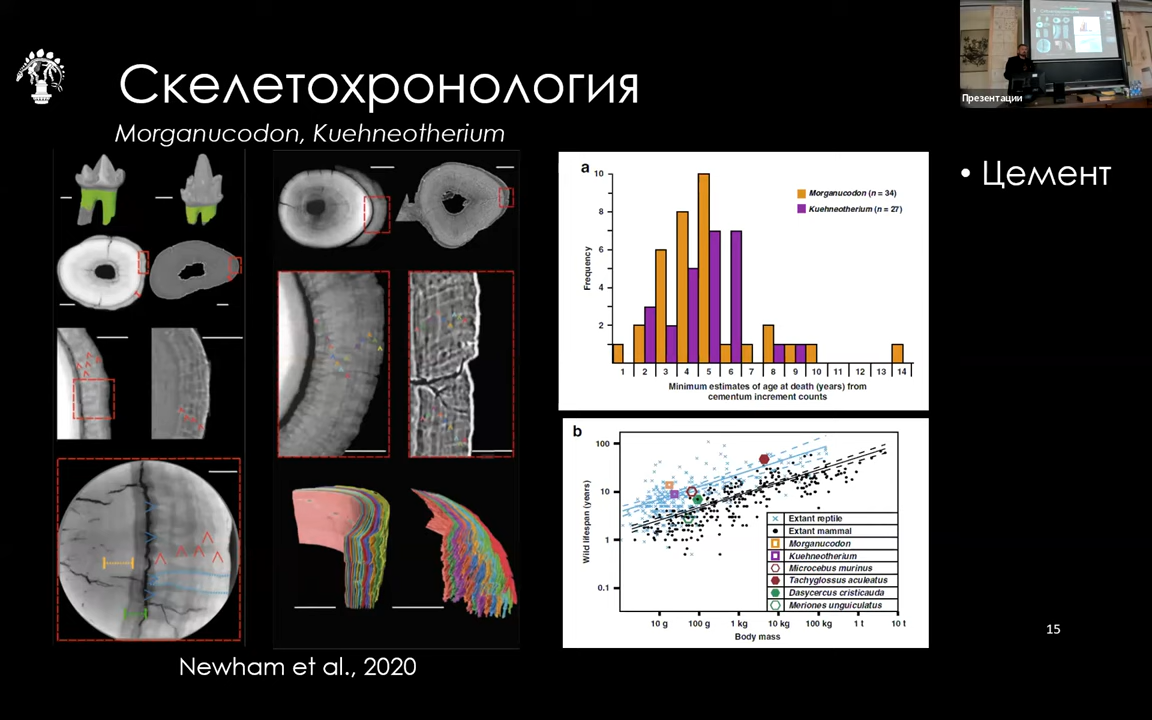 Скелетохронология
Morganucodon, Kuehneotherium
Презентации
• Цемент
a
10
8
6
4
2
Frequency
Morganucodon (n = 34)
Kuehneotherium (n = 27)
1 2 3 4 5 6 7 8 9 10 11 12 13 14
Minimum estimates of age at death (years) from
cementum increment counts
b
100
10
1
0.1
Wild lifespan (years)
Extant reptile
Extant mammal
Morganucodon
Kuehneotherium
Microcebus murinus
Tachyglossus aculeatus
Dasycercus cristicauda
Meriones unguiculatus
10 g 100 g 1 kg 10 kg 100 kg 1 t 10 t
Body mass
15
Newham et al., 2020